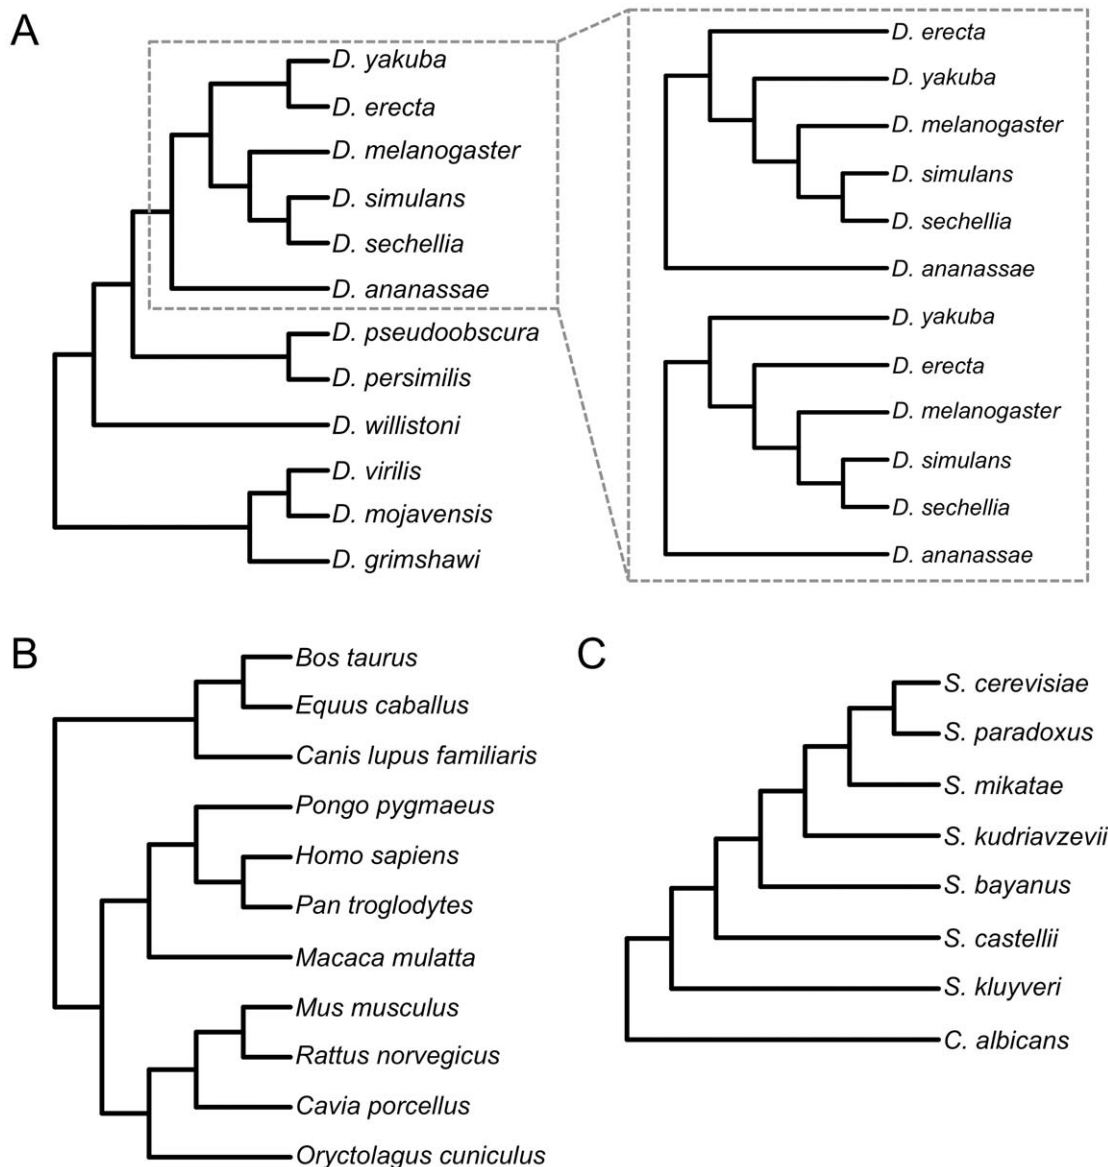 A
D. yakuba
D. erecta
D. melanogaster
D. simulans
D. sechellia
D. ananassae
D. pseudoobscura
D. persimilis
D. willistoni
D. virilis
D. mojavensis
D. grimshawi
D. erecta
D. yakuba
D. melanogaster
D. simulans
D. sechellia
D. ananassae
D. yakuba
D. erecta
D. melanogaster
D. simulans
D. sechellia
D. ananassae
B
Bos taurus
Equus caballus
Canis lupus familiaris
Pongo pygmaeus
Homo sapiens
Pan troglodytes
Macaca mulatta
Mus musculus
Rattus norvegicus
Cavia porcellus
Oryctolagus cuniculus
C
S. cerevisiae
S. paradoxus
S. mikatae
S. kudriavzevii
S. bayanus
S. castellii
S. kluyveri
C. albicans